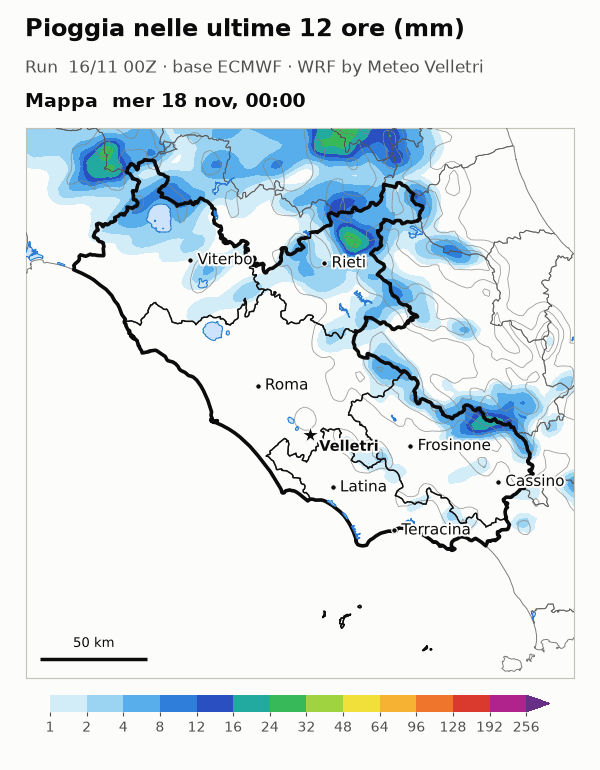 Pioggia nelle ultime 12 ore (mm)
Run 16/11 00Z · base ECMWF · WRF by Meteo Velletri
Mappa mer 18 nov, 00:00
Viterbo
Rieti
Roma
Velletri
Frosinone
Latina
Cassino
Terracina
50 km
1 2 4 8 12 16 24 32 48 64 96 128 192 256